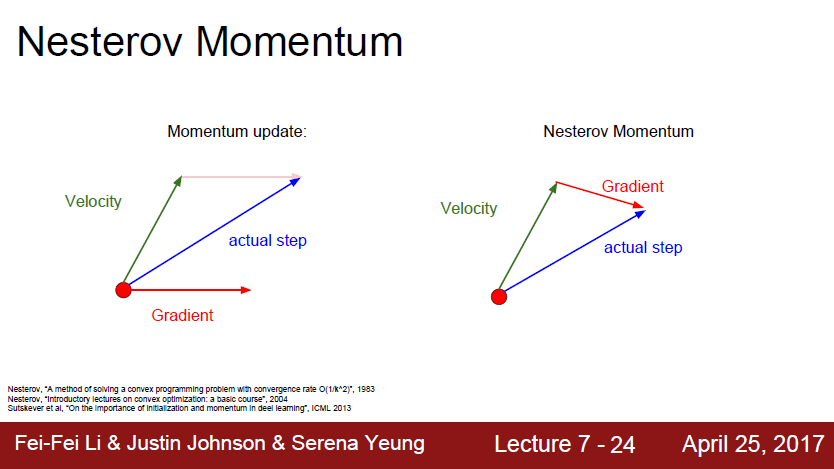 Nesterov Momentum
Momentum update:
Velocity
actual step
Gradient
Nesterov Momentum
Gradient
Velocity
actual step
Nesterov, “A method of solving a convex programming problem with convergence rate O(1/k^2)”, 1983
Nesterov, “Introductory lectures on convex optimization: a basic course”, 2004
Sutskever et al, “On the importance of initialization and momentum in deel learning”, ICML 2013
Fei-Fei Li & Justin Johnson & Serena Yeung
Lecture 7 - 24
April 25, 2017